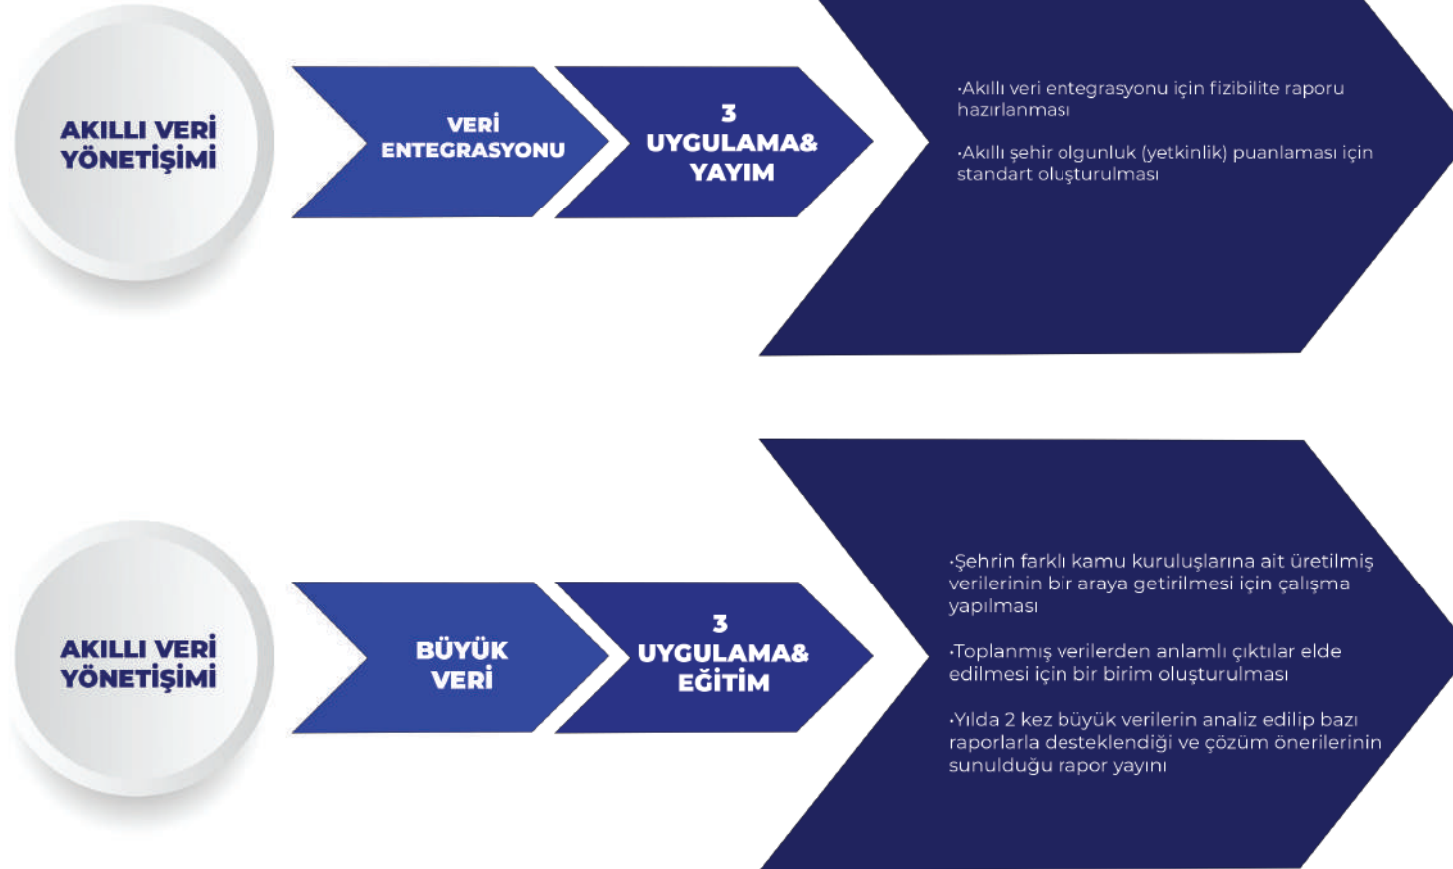 AKILLI VERİ
YÖNETİŞİMİ
VERİ
ENTEGRASYONU
3
UYGULAMA&
YAYIM
•Akıllı veri entegrasyonu için fizibilite raporu
hazırlanması
•Akıllı şehir olgunluk (yetkinlik) puanlaması için
standart oluşturulması
AKILLI VERİ
YÖNETİŞİMİ
BÜYÜK
VERİ
3
UYGULAMA&
EĞİTİM
•Şehrin farklı kamu kuruluşlarına ait üretilmiş
verilerinin bir araya getirilmesi için çalışma
yapılması
•Toplanmış verilerden anlamlı çıktılar elde
edilmesi için bir birim oluşturulması
•Yılda 2 kez büyük verilerin analiz edilip bazı
raporlarla desteklendiği ve çözüm önerilerinin
sunulduğu rapor yayını